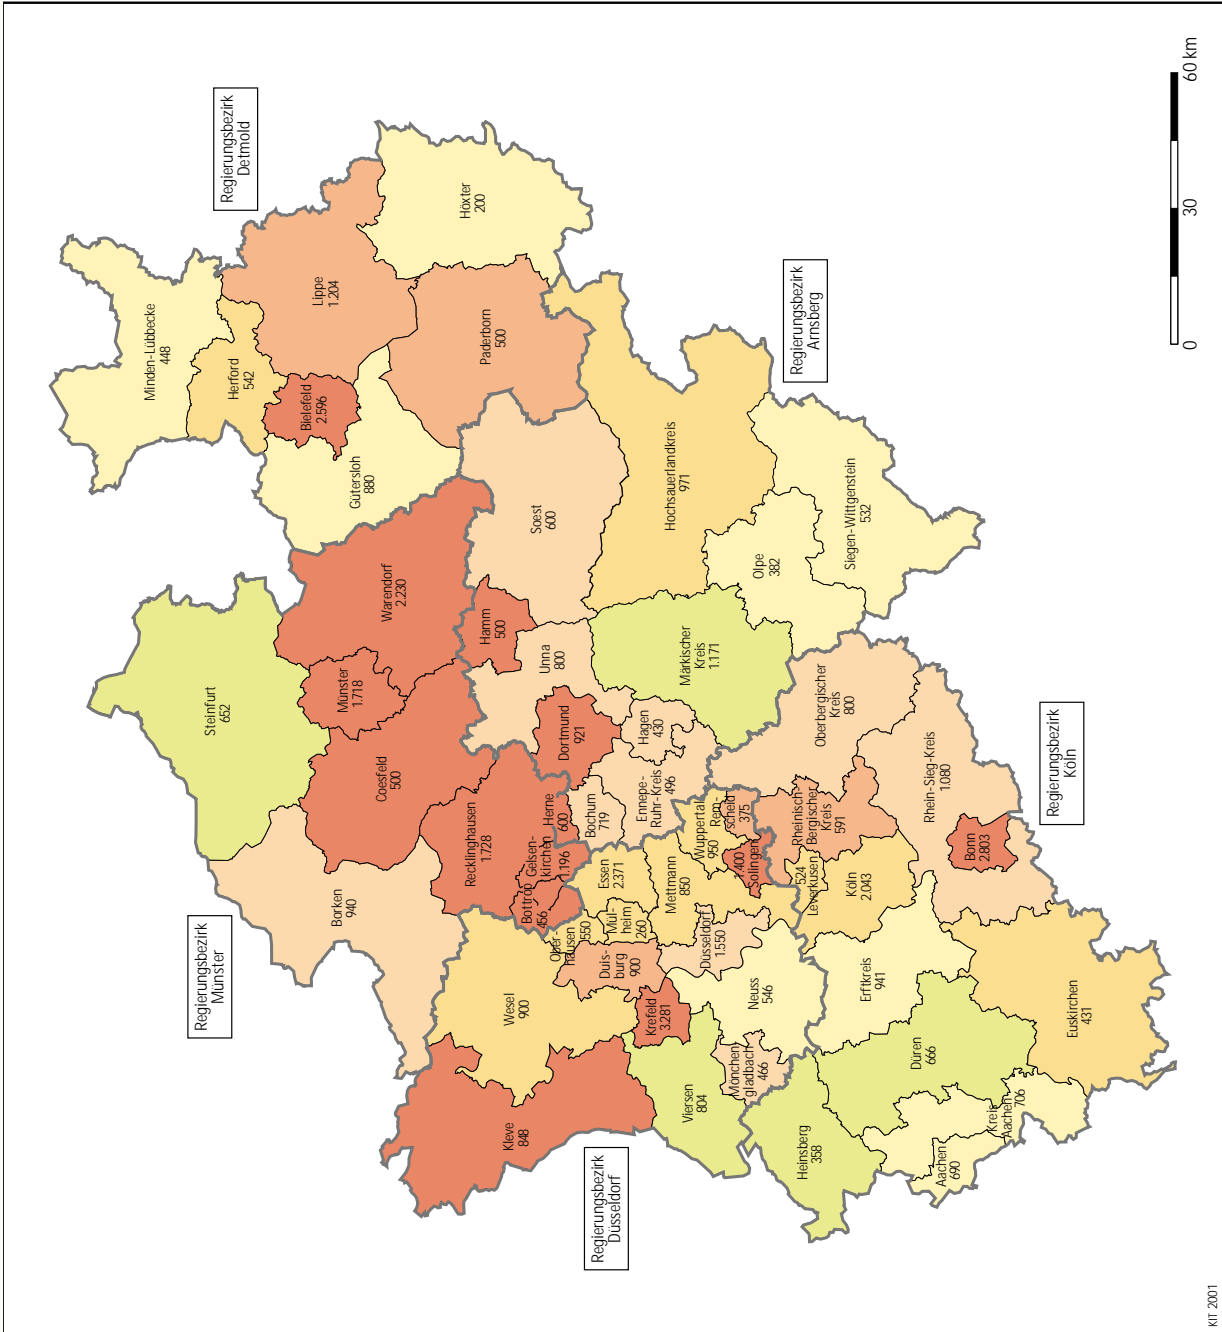 Regierungsbezirk
Detmold
Minden-Lübbecke
448
Herford
542
Lippe
1.204
Höxter
200
Bielefeld
2.596
Gütersloh
880
Paderborn
500
Regierungsbezirk
Münster
Steinfurt
652
Münster
1.718
Warendorf
2.230
Coesfeld
500
Borken
940
Recklinghausen
1.728
Gelsen-
kirchen
1.196
Bottrop
456
Regierungsbezirk
Arnsberg
Soest
600
Hamm
500
Unna
800
Dortmund
921
Herne
600
Bochum
719
Hagen
430
Ennepe-
Ruhr-Kreis
496
Märkischer
Kreis
1.171
Hochsauerlandkreis
971
Olpe
382
Siegen-Wittgenstein
532
Regierungsbezirk
Düsseldorf
Kleve
848
Wesel
900
Ober-
hausen
550
Essen
2.371
Mül-
heim
260
Duis-
burg
900
Krefeld
3.281
Viersen
804
Mönchen
gladbach
466
Neuss
546
Düsseldorf
1.550
Mettmann
850
Wuppertal
950
Rem-
scheid
375
1.400
Solingen
Regierungsbezirk
Köln
Oberbergischer
Kreis
800
Rheinisch-
Bergischer
Kreis
591
524
Leverkusen
Köln
2.043
Rhein-Sieg-Kreis
1.080
Bonn
2.803
Erftkreis
941
Euskirchen
431
Düren
666
Heinsberg
358
Aachen
690
Kreis
Aachen
706
0 30 60 km
KIT 2001